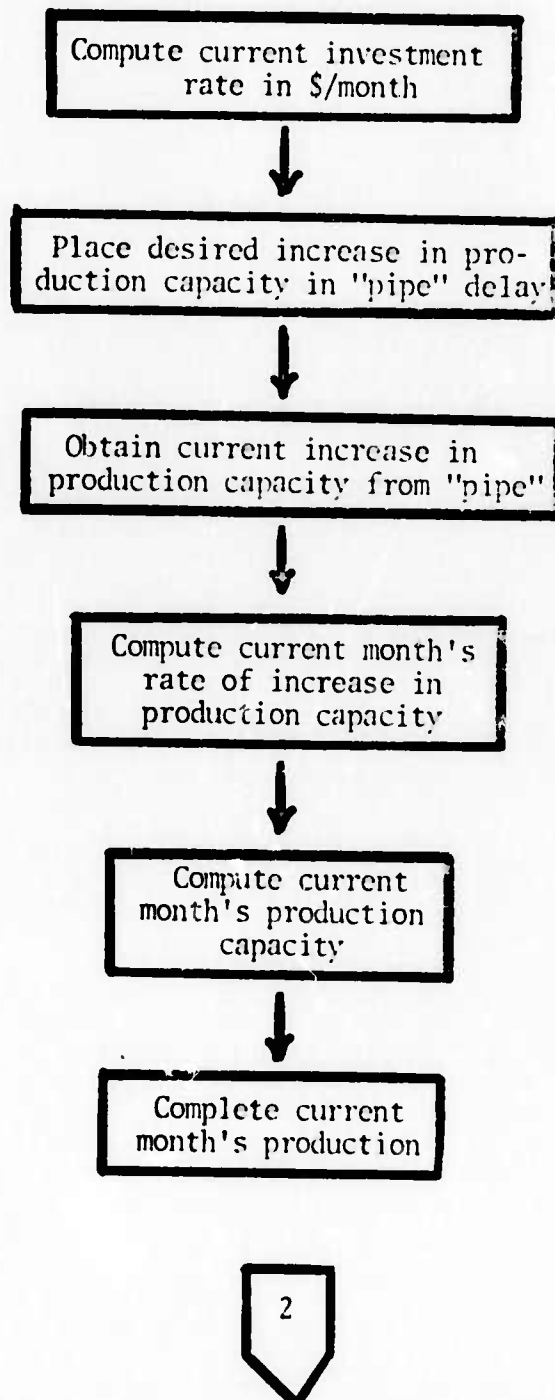 Compute current investment
rate in $/month
Place desired increase in pro-
duction capacity in "pipe" delay
Obtain current increase in
production capacity from "pipe"
Compute current month's
rate of increase in
production capacity
Compute current
month's production
capacity
Complete current
month's production
2